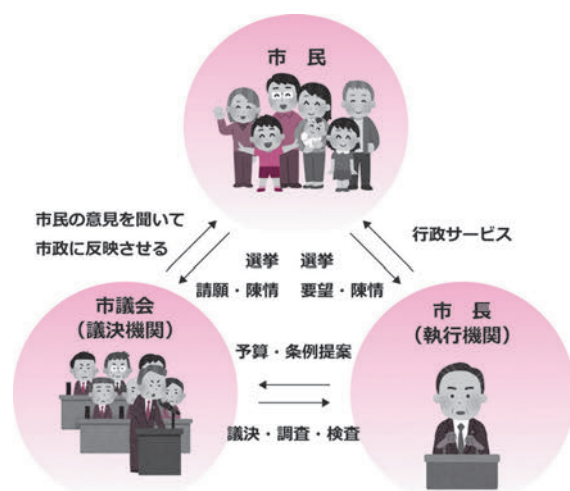 市　民
市民の意見を聞いて
市政に反映させる
行政サービス
選挙　選挙
請願・陳情　要望・陳情
市議会
（議決機関）
市　長
（執行機関）
予算・条例提案
議決・調査・検査